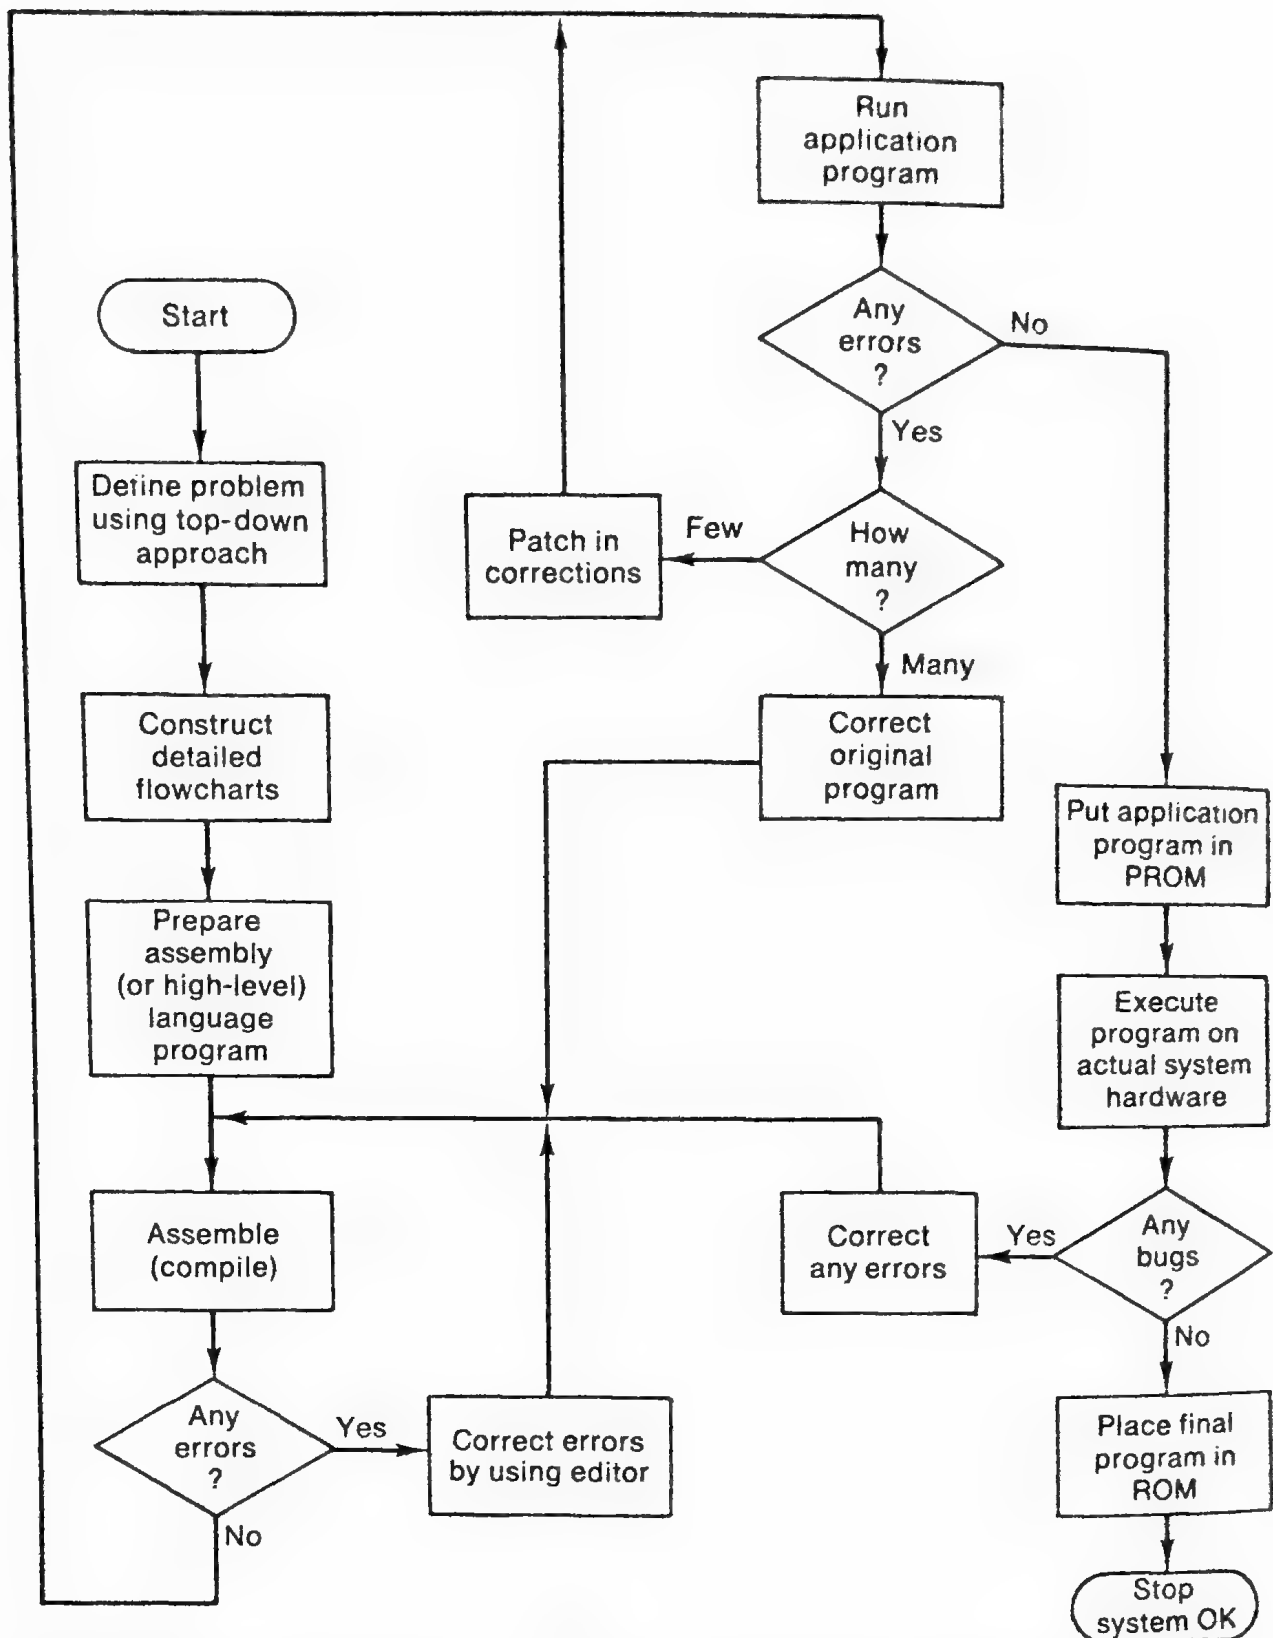 Start
Define problem
using top-down
approach
Construct
detailed
flowcharts
Prepare
assembly
(or high-level)
language
program
Assemble
(compile)
Any
errors
?
Yes
No
Correct errors
by using editor
Run
application
program
Any
errors
?
No
Yes
How
many
?
Few
Many
Patch in
corrections
Correct
original
program
Put application
program in
PROM
Execute
program on
actual system
hardware
Any
bugs
?
Yes
No
Correct
any errors
Place final
program in
ROM
Stop
system OK